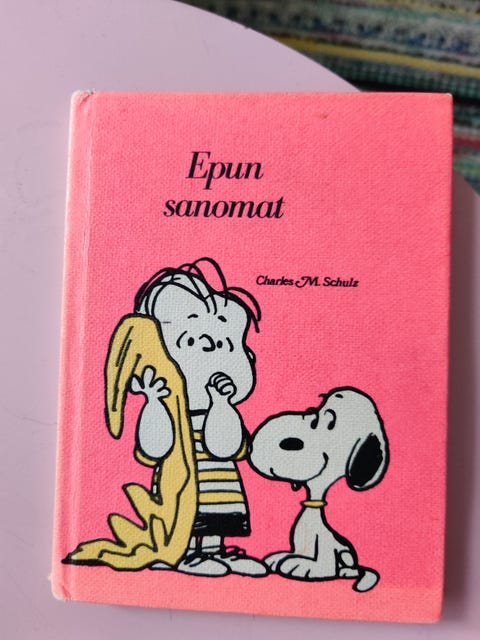 Epun
sanomat
Charles M. Schulz